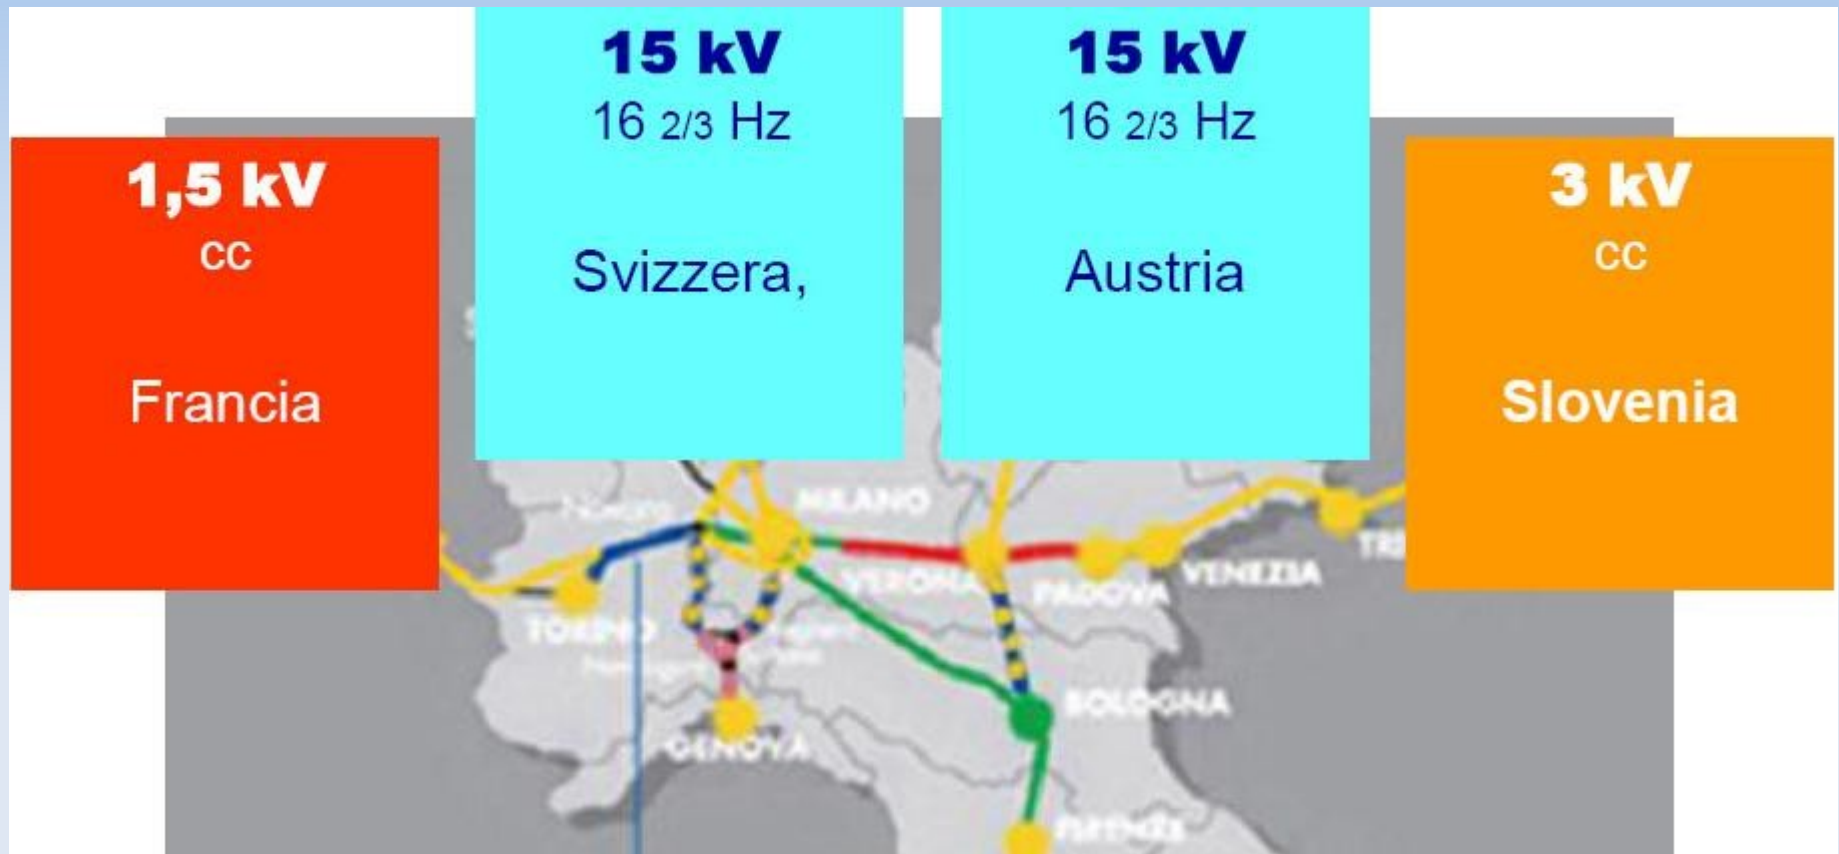 1,5 kV
cc
Francia
15 kV
16 2/3 Hz
Svizzera,
15 kV
16 2/3 Hz
Austria
3 kV
cc
Slovenia
MILANO
VERONA
PADOVA
VENEZIA
TORINO
BOLOGNA
GENOVA
FIRENZE